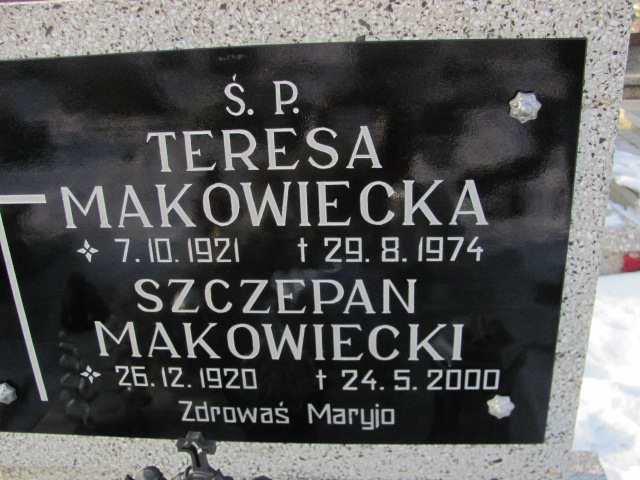 Ś. P.
TERESA
MAKOWIECKA
7. 10. 1921 † 29. 8. 1974
SZCZEPAN
MAKOWIECKI
26. 12. 1920 † 24. 5. 2000
Zdrowaś Maryjo